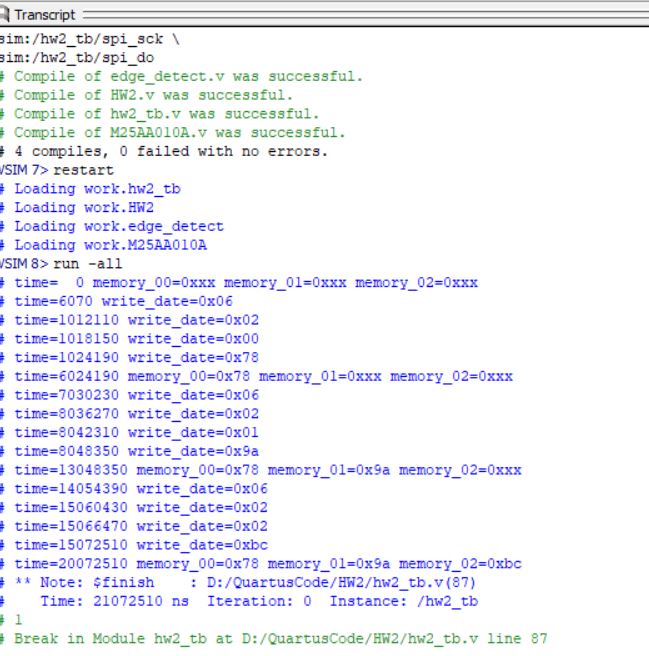 Transcript
sim:/hw2_tb/spi_sck \
sim:/hw2_tb/spi_do
# Compile of edge_detect.v was successful.
# Compile of HW2.v was successful.
# Compile of hw2_tb.v was successful.
# Compile of M25AA010A.v was successful.
# 4 compiles, 0 failed with no errors.
VSIM 7> restart
# Loading work.hw2_tb
# Loading work.HW2
# Loading work.edge_detect
# Loading work.M25AA010A
VSIM 8> run -all
# time=  0 memory_00=0xxx memory_01=0xxx memory_02=0xxx
# time=6070 write_date=0x06
# time=1012110 write_date=0x02
# time=1018150 write_date=0x00
# time=1024190 write_date=0x78
# time=6024190 memory_00=0x78 memory_01=0xxx memory_02=0xxx
# time=7030230 write_date=0x06
# time=8036270 write_date=0x02
# time=8042310 write_date=0x01
# time=8048350 write_date=0x9a
# time=13048350 memory_00=0x78 memory_01=0x9a memory_02=0xxx
# time=14054390 write_date=0x06
# time=15060430 write_date=0x02
# time=15066470 write_date=0x02
# time=15072510 write_date=0xbc
# time=20072510 memory_00=0x78 memory_01=0x9a memory_02=0xbc
# ** Note: $finish    : D:/QuartusCode/HW2/hw2_tb.v(87)
#    Time: 21072510 ns  Iteration: 0  Instance: /hw2_tb
# 1
# Break in Module hw2_tb at D:/QuartusCode/HW2/hw2_tb.v line 87